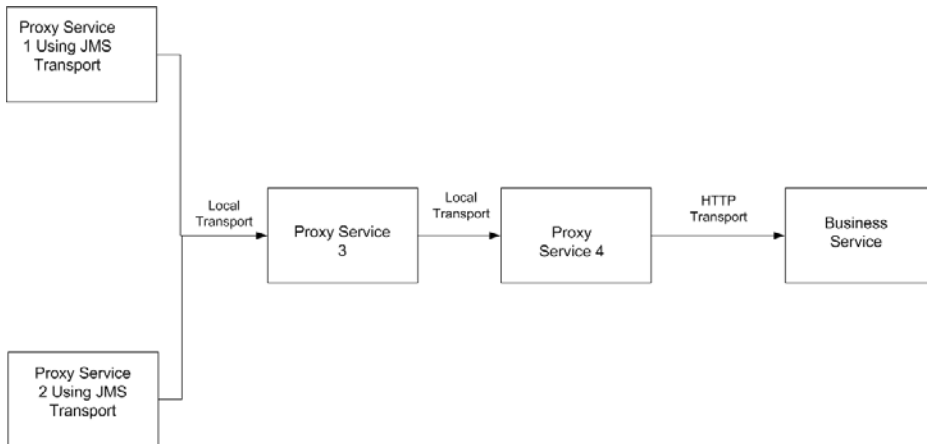 Proxy Service
1 Using JMS
Transport
Local
Transport
Proxy Service
3
Local
Transport
Proxy
Service 4
HTTP
Transport
Business
Service
Proxy Service
2 Using JMS
Transport